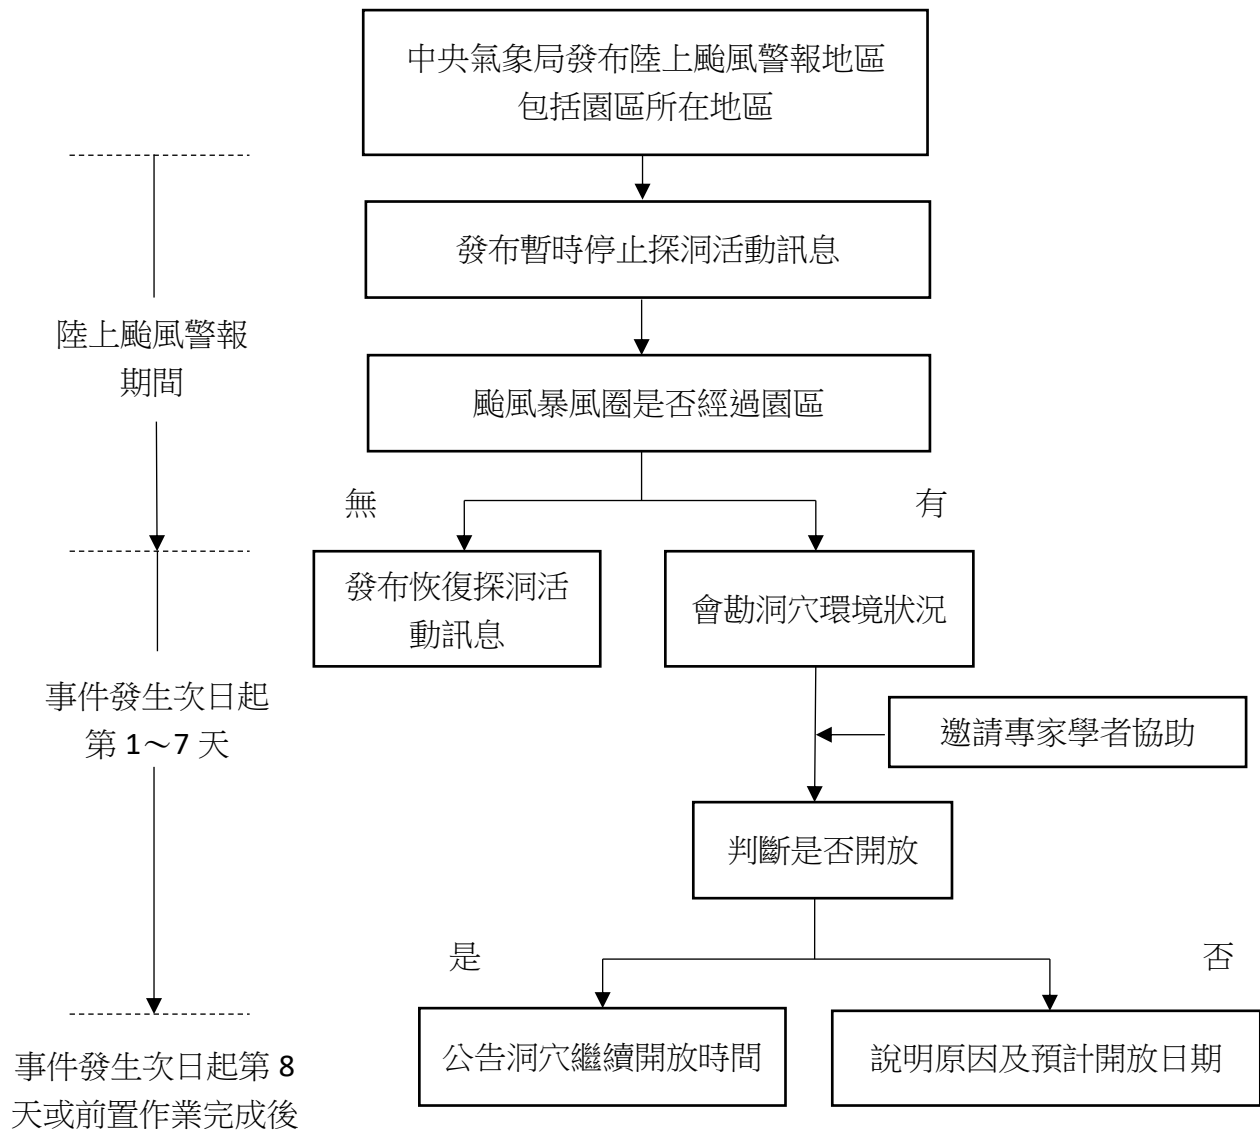 中央氣象局發布陸上颱風警報地區
包括園區所在地區
發布暫時停止探洞活動訊息
陸上颱風警報
期間
颱風暴風圈是否經過園區
無
有
發布恢復探洞活
動訊息
會勘洞穴環境狀況
事件發生次日起
第 1～7 天
邀請專家學者協助
判斷是否開放
是
否
公告洞穴繼續開放時間
說明原因及預計開放日期
事件發生次日起第 8
天或前置作業完成後